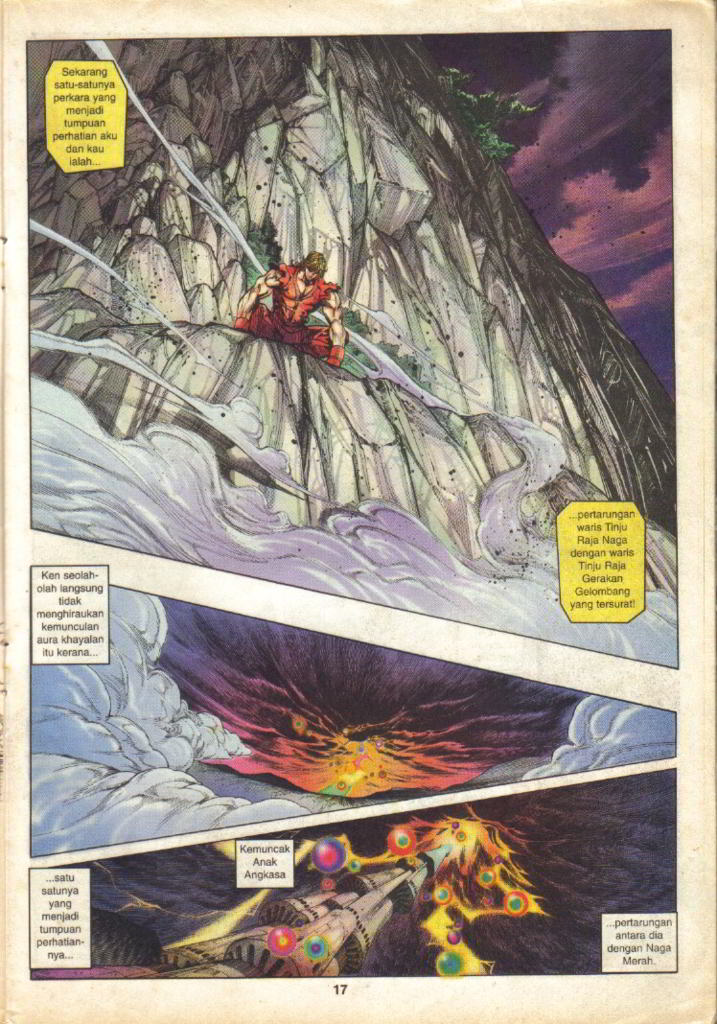 Sekarang
satu-satunya
perkara yang
menjadi
tumpuan
perhatian aku
dan kau
ialah...
...pertarungan
waris Tinju
Raja Naga
dengan waris
Tinju Raja
Gerakan
Gelombang
yang tersurat!
Ken seolah-
olah langsung
tidak
menghiraukan
kemunculan
aura khayalan
itu kerana...
Kemuncak
Anak
Angkasa
...satu
satunya
yang
menjadi
tumpuan
perhatian-
nya...
...pertarungan
antara dia
dengan Naga
Merah.
17